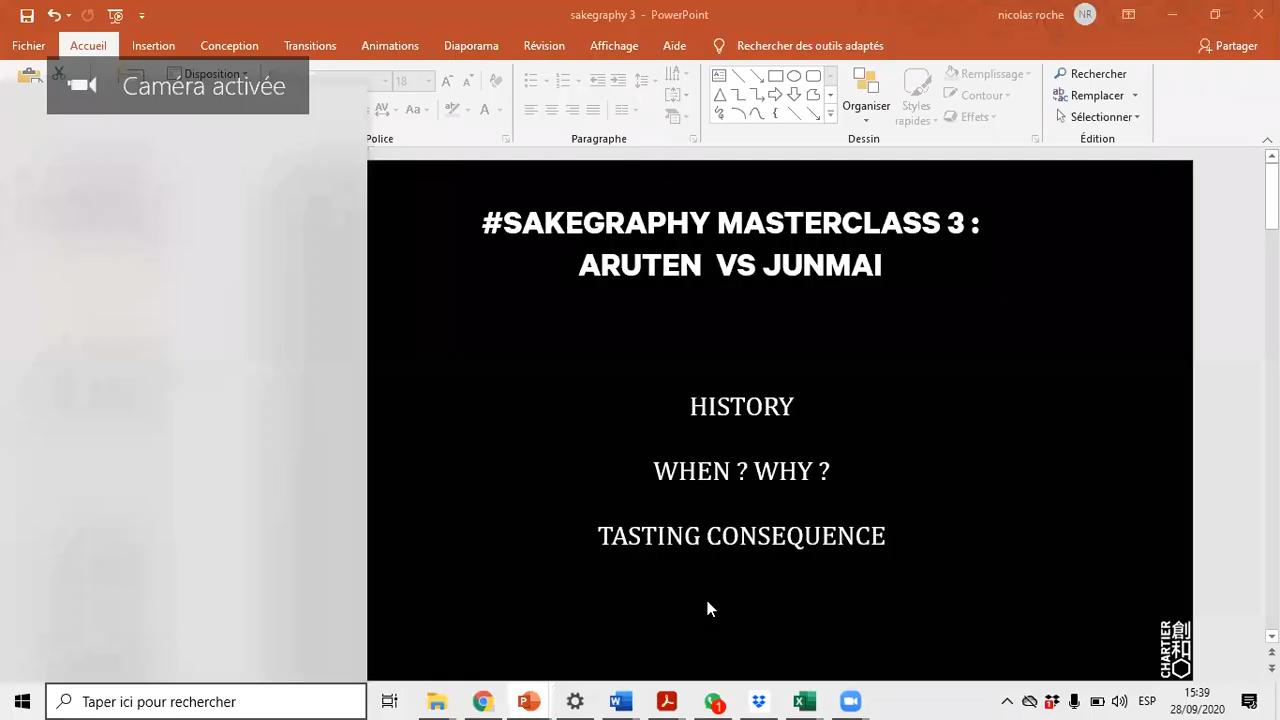 sakegraphy 3 - PowerPoint
nicolas roche
NR
Fichier Accueil Insertion Conception Transitions Animations Diaporama Révision Affichage Aide Rechercher des outils adaptés Partager
Disposition
Caméra activée
18
Aa
Organiser
Styles rapides
Remplissage
Contour
Effets
Rechercher
Remplacer
Sélectionner
Police
Paragraphe
Dessin
Édition
#SAKEGRAPHY MASTERCLASS 3 :
ARUTEN VS JUNMAI
HISTORY
WHEN ? WHY ?
TASTING CONSEQUENCE
CHARTIER
創和
Taper ici pour rechercher
1
ESP
15:39
28/09/2020